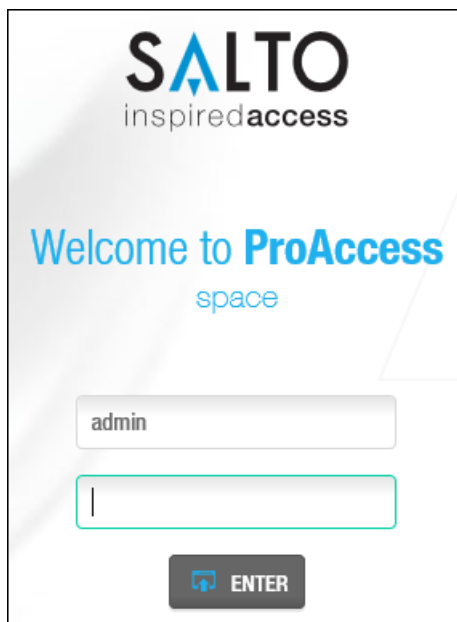 SALTO
inspiredaccess
Welcome to ProAccess
space
admin
ENTER